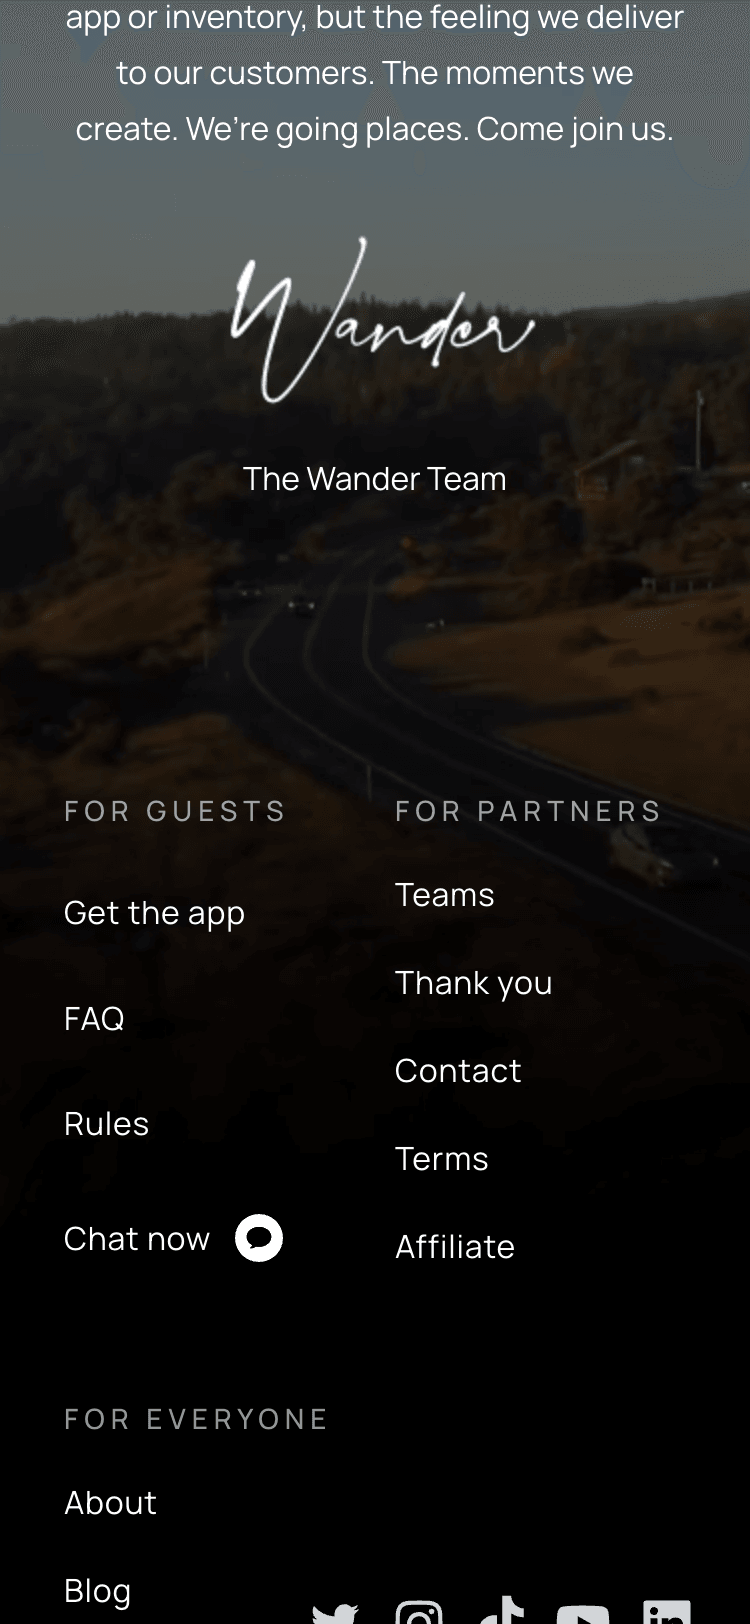 app or inventory, but the feeling we deliver
to our customers. The moments we
create. We’re going places. Come join us.
Wander
The Wander Team
FOR GUESTS
Get the app
FAQ
Rules
Chat now
FOR PARTNERS
Teams
Thank you
Contact
Terms
Affiliate
FOR EVERYONE
About
Blog